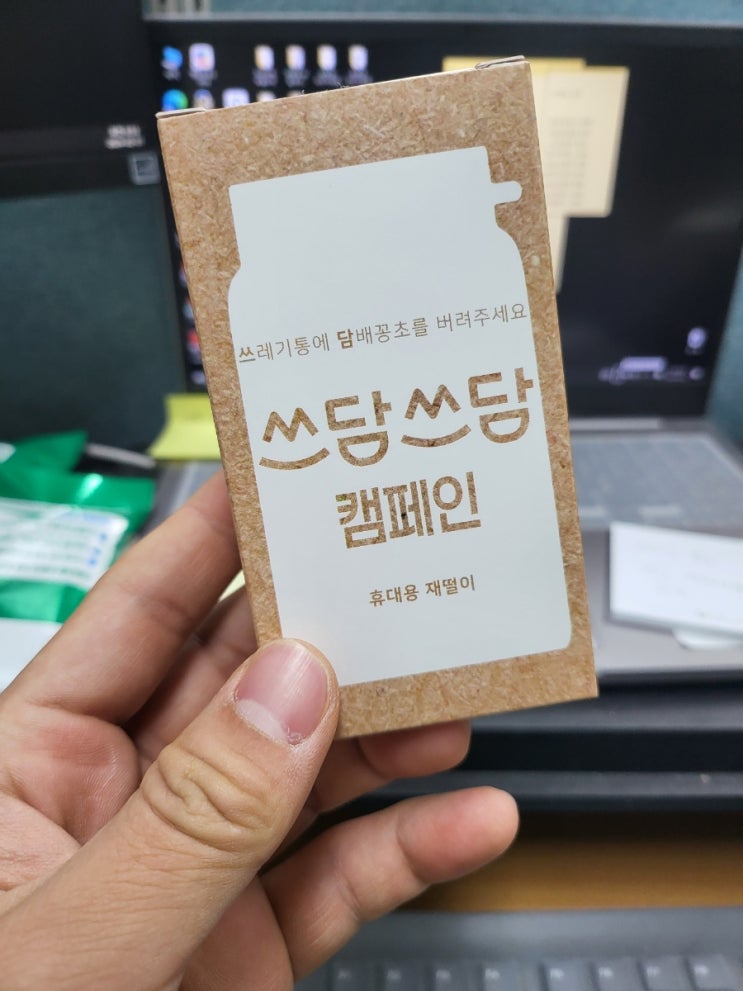 쓰레기통에 담배꽁초를 버려주세요
쓰담쓰담
캠페인
휴대용 재떨이